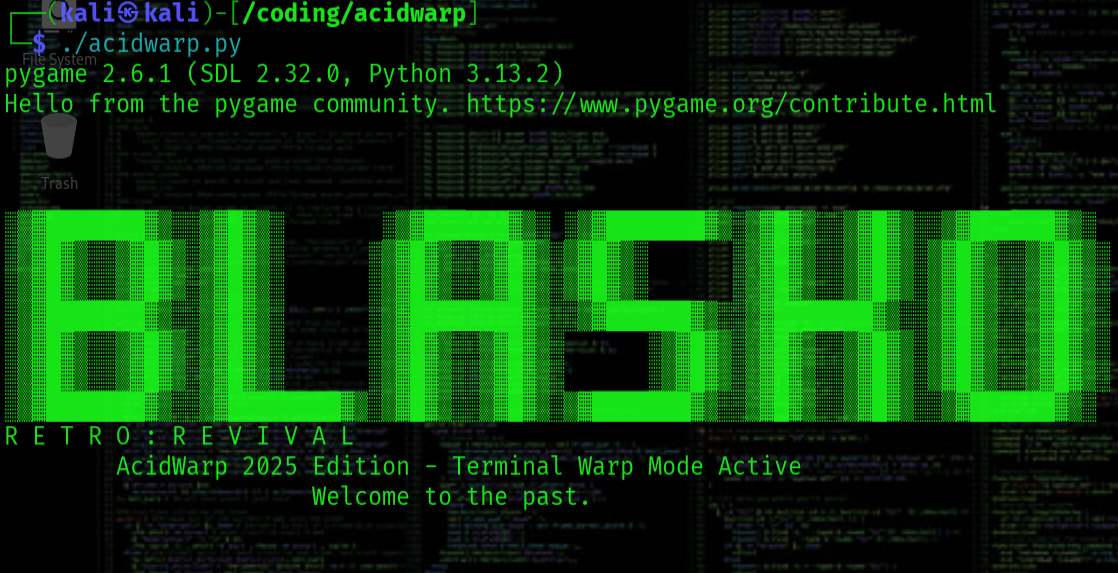 ┌──(kali㉿kali)-[/coding/acidwarp]
└─$ ./acidwarp.py
File System
pygame 2.6.1 (SDL 2.32.0, Python 3.13.2)
Hello from the pygame community. https://www.pygame.org/contribute.html
Trash
BLASKO
R E T R O : R E V I V A L
AcidWarp 2025 Edition - Terminal Warp Mode Active
Welcome to the past.